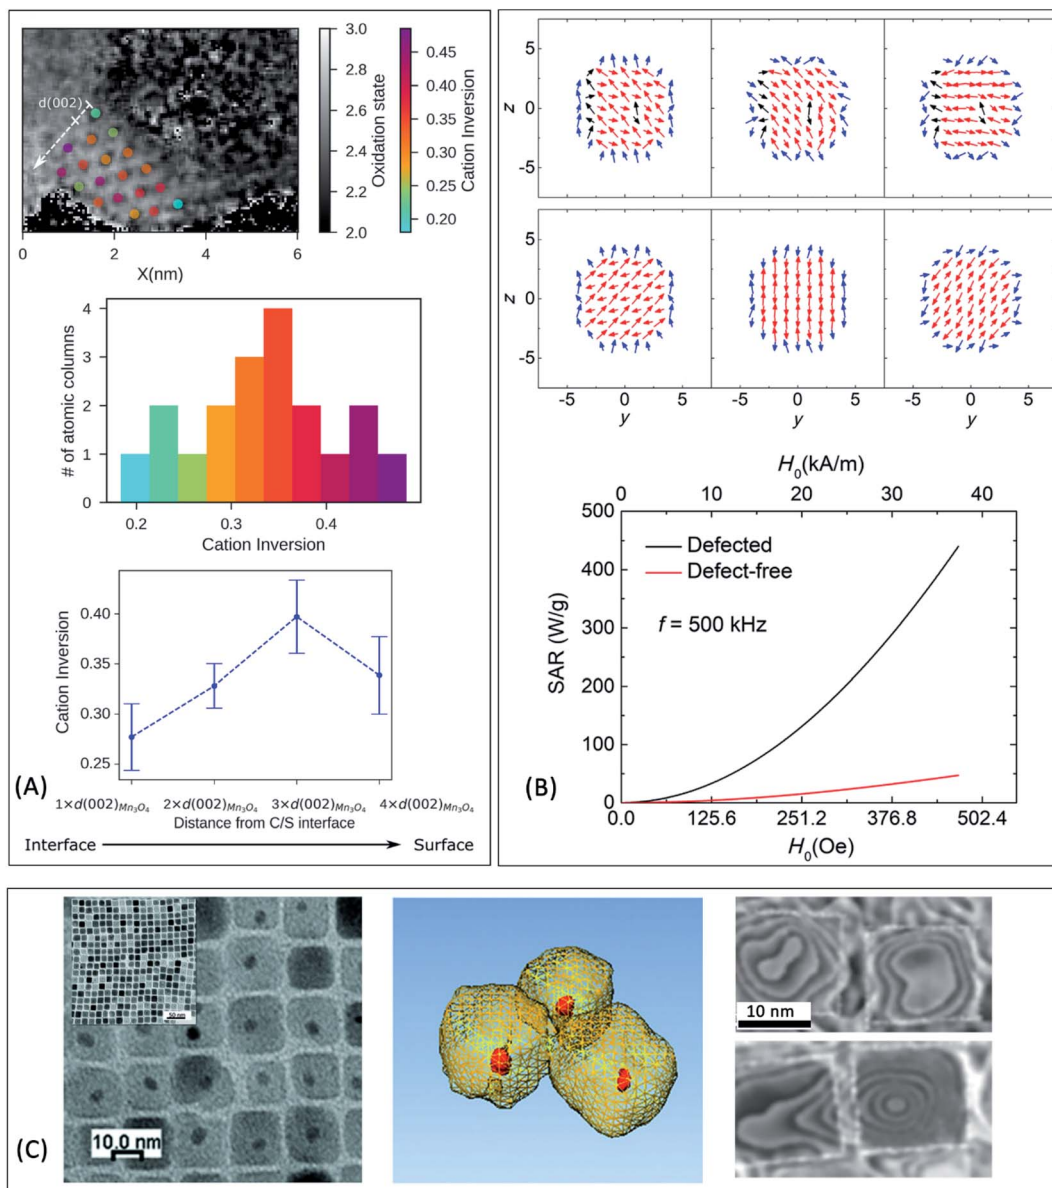 d(002)
3.0
2.8
2.6
2.4
2.2
2.0
Oxidation state
0.45
0.40
0.35
0.30
0.25
0.20
Cation Inversion
0 2 4 6
X(nm)
4
3
2
1
0
# of atomic columns
0.2 0.3 0.4
Cation Inversion
0.40
0.35
0.30
0.25
Cation Inversion
1×d(002)Mn3O4 2×d(002)Mn3O4 3×d(002)Mn3O4 4×d(002)Mn3O4
Distance from C/S interface
Interface Surface
(A)
5
0
-5
z
5
0
-5
z
-5 0 5 -5 0 5 -5 0 5
y y y
H0(kA/m)
0 10 20 30 40
500
400
300
200
100
0
SAR (W/g)
Defected
Defect-free
f = 500 kHz
0.0 125.6 251.2 376.8 502.4
H0(Oe)
(B)
50 nm
10.0 nm
10 nm
(C)